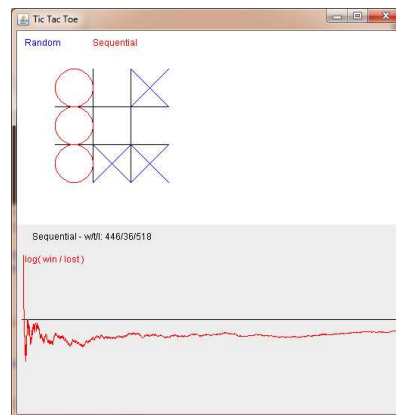 Tic Tac Toe
Random Sequential
Sequential - w/t/l: 446/36/518
log( win / lost )